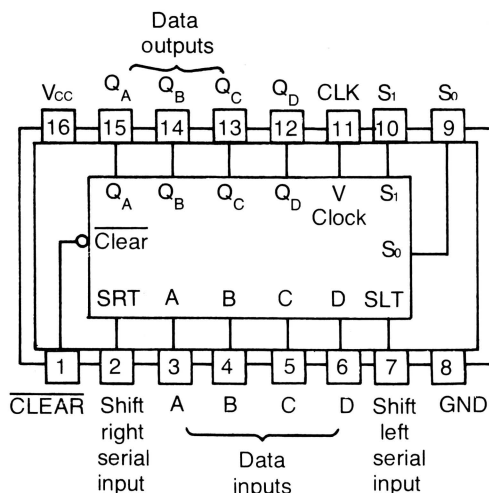 Data
outputs
Vcc QA QB QC QD CLK S1 S0
16 15 14 13 12 11 10 9
QA QB QC QD V S1
Clock
Clear
S0
SRT A B C D SLT
1 2 3 4 5 6 7 8
CLEAR Shift A B C D Shift GND
right left
serial Data serial
input inputs input